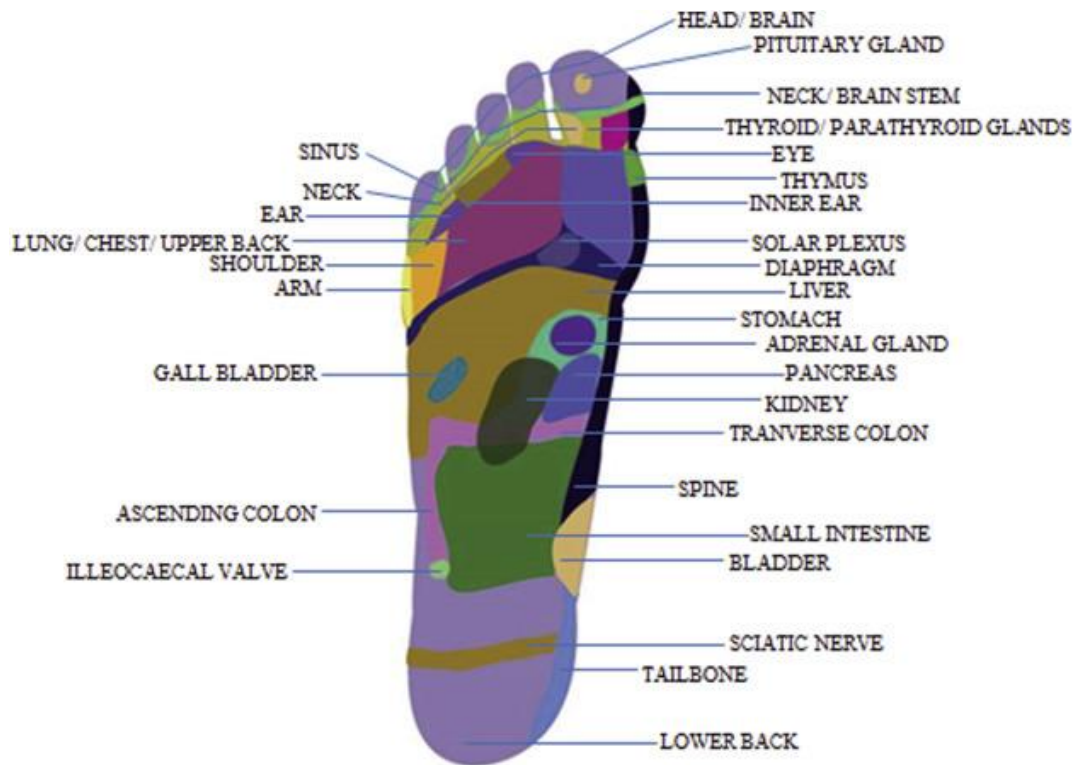 HEAD/ BRAIN
PITUITARY GLAND
NECK/ BRAIN STEM
THYROID/ PARATHYROID GLANDS
SINUS
EYE
THYMUS
NECK
INNER EAR
EAR
LUNG/ CHEST/ UPPER BACK
SOLAR PLEXUS
SHOULDER
DIAPHRAGM
ARM
LIVER
STOMACH
ADRENAL GLAND
GALL BLADDER
PANCREAS
KIDNEY
TRANVERSE COLON
SPINE
ASCENDING COLON
SMALL INTESTINE
BLADDER
ILLEOCAECAL VALVE
SCIATIC NERVE
TAILBONE
LOWER BACK